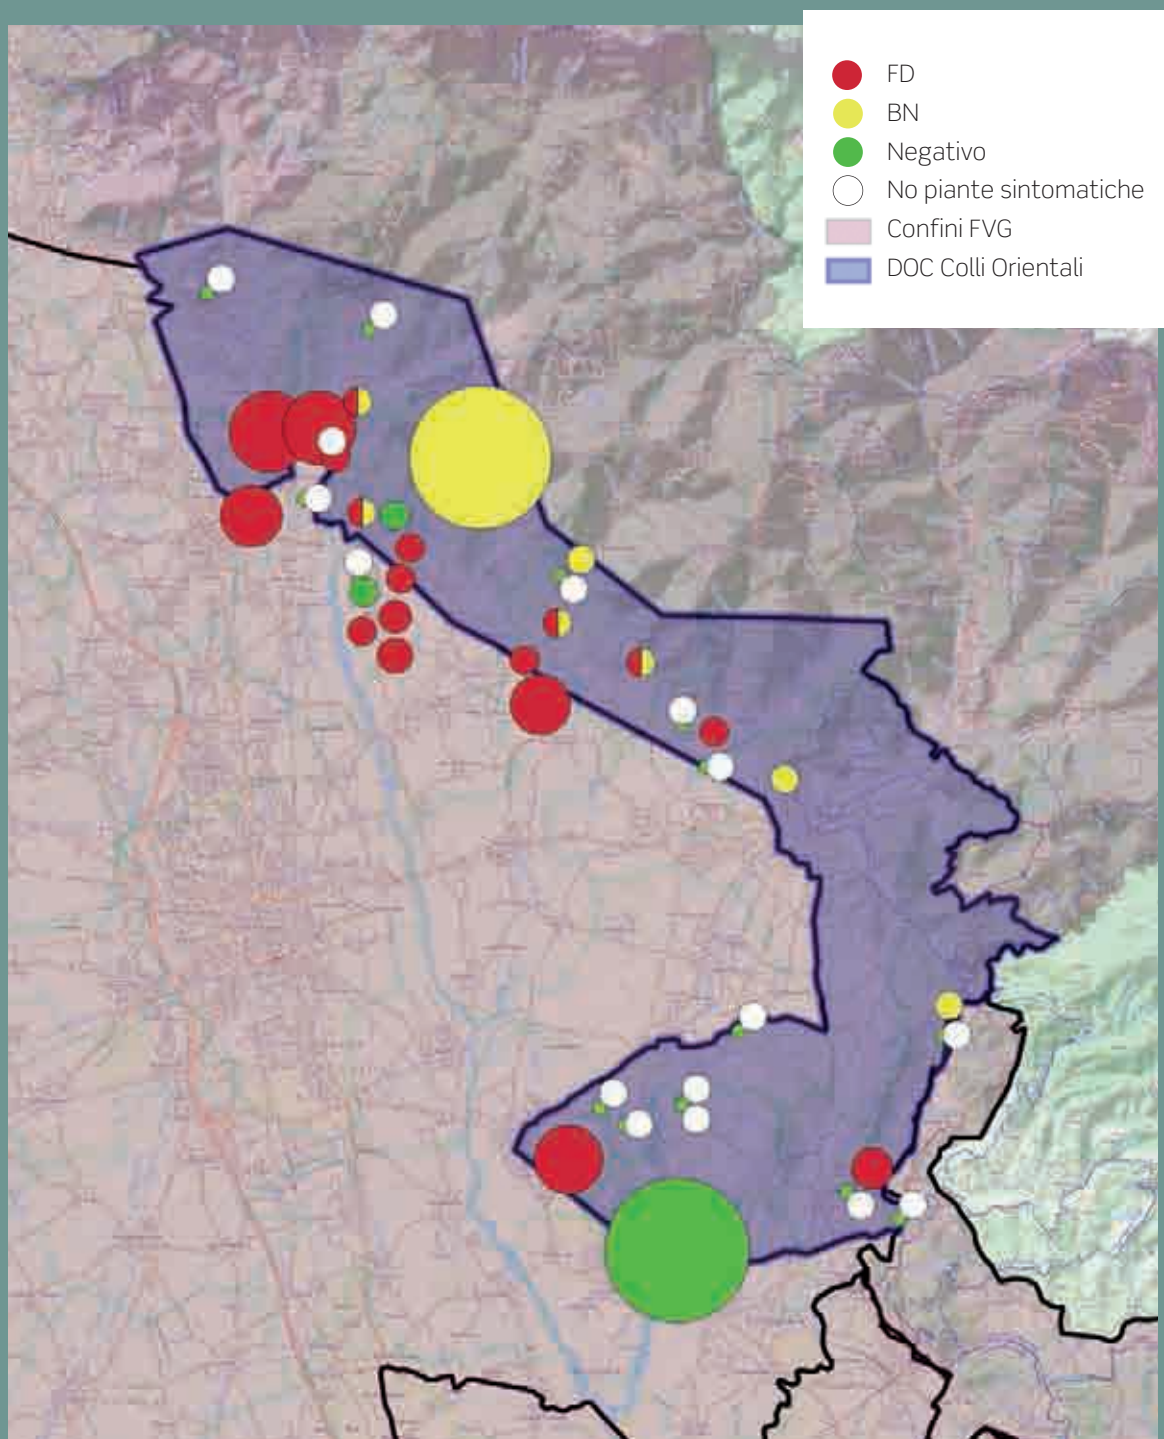 FD
BN
Negativo
No piante sintomatiche
Confini FVG
DOC Colli Orientali